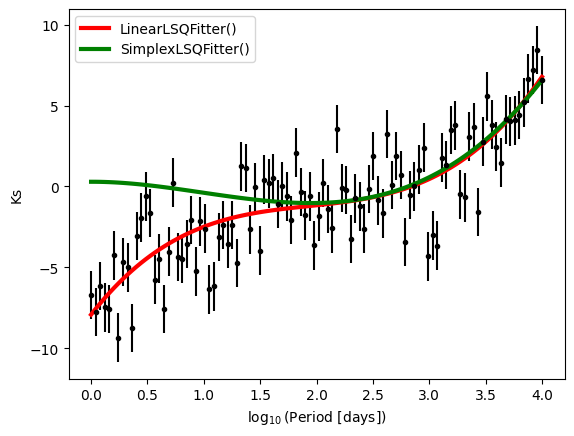 LinearLSQFitter()
SimplexLSQFitter()
10
5
0
−5
−10
Ks
0.0 0.5 1.0 1.5 2.0 2.5 3.0 3.5 4.0
log₁₀(Period [days])